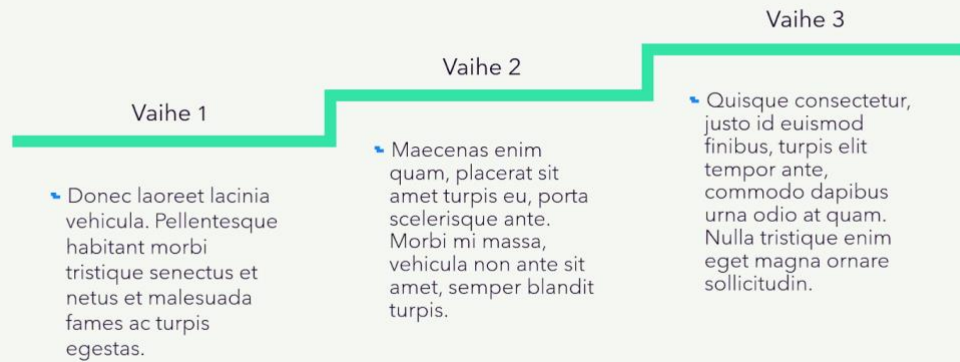 Vaihe 1
Donec laoreet lacinia
vehicula. Pellentesque
habitant morbi
tristique senectus et
netus et malesuada
fames ac turpis
egestas.
Vaihe 2
Maecenas enim
quam, placerat sit
amet turpis eu, porta
scelerisque ante.
Morbi mi massa,
vehicula non ante sit
amet, semper blandit
turpis.
Vaihe 3
Quisque consectetur,
justo id euismod
finibus, turpis elit
tempor ante,
commodo dapibus
urna odio at quam.
Nulla tristique enim
eget magna ornare
sollicitudin.